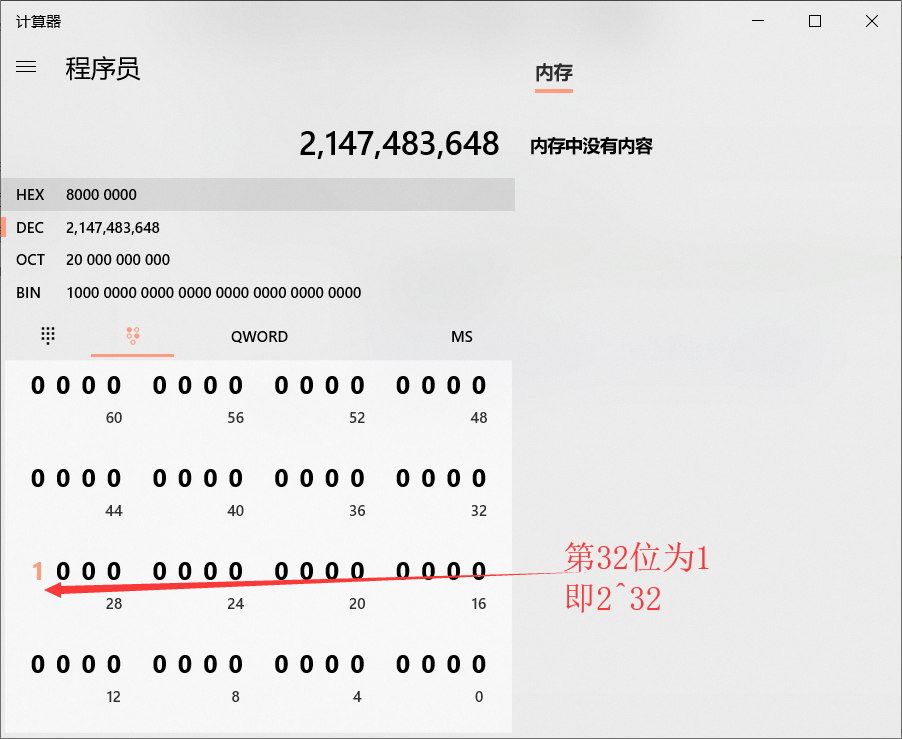 计算器
程序员
内存
2,147,483,648
内存中没有内容
HEX 8000 0000
DEC 2,147,483,648
OCT 20 000 000 000
BIN 1000 0000 0000 0000 0000 0000 0000 0000
QWORD MS
0 0 0 0 0 0 0 0 0 0 0 0 0 0 0 0
60 56 52 48
0 0 0 0 0 0 0 0 0 0 0 0 0 0 0 0
44 40 36 32
1 0 0 0 0 0 0 0 0 0 0 0 0 0 0 0
28 24 20 16
第32位为1
即2^32
0 0 0 0 0 0 0 0 0 0 0 0 0 0 0 0
12 8 4 0